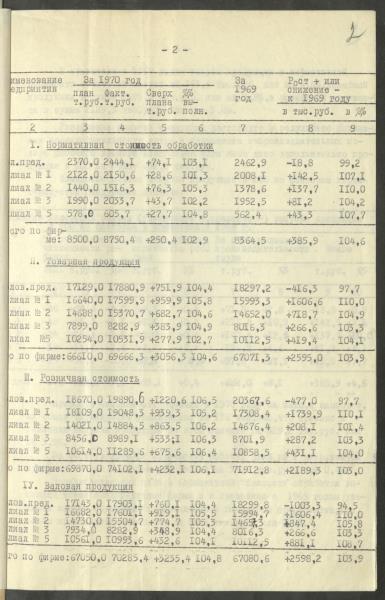 2
- 2 -
именование За 1970 год За Рост + или
едприятия план Факт. Сверх %% 1969 снижение -
т.руб. т.руб. плана вы- год к 1969 году
т.руб. полн. в тыс.руб. в %
2 3 4 5 6 7 8 9
I. Нормативная стоимость обработки
.пред. 2370,0 2444,1 +74,1 103,1 2462,9 -18,8 99,2
лиал № 1 2122,0 2150,6 +28,6 101,3 2008,1 +142,5 107,1
лиал № 2 1440,0 1516,3 +76,3 105,3 1378,6 +137,7 110,0
лиал № 3 1990,0 2033,7 +43,7 102,2 1952,5 +81,2 104,2
лиал № 5 578,0 605,7 +27,7 104,8 562,4 +43,3 107,7
го по фир-
ме: 8500,0 8750,4 +250,4 102,9 8364,5 +385,9 104,6
П. Товарная продукция
лов.пред. 17129,0 17880,9 +751,9 104,4 18297,2 -416,3 97,7
лиал № 1 16640,0 17599,9 +959,9 105,8 15993,3 +1606,6 110,0
лиал № 2 14688,0 15370,7 +682,7 104,6 14652,0 +718,7 104,9
лиал № 3 7899,0 8282,9 +383,9 104,9 8016,3 +266,6 103,3
лиал №5 10254,0 10531,9 +277,9 102,7 10112,5 +419,4 104,1
о по фирме:66610,0 69666,3 +3056,3 104,6 67071,3 +2595,0 103,9
Ш. Розничная стоимость
лов.пред. 18670,0 19890,6 +1220,6 106,5 20367,6 -477,0 97,7
лиал № 1 18109,0 19048,3 +939,3 105,2 17308,4 +1739,9 110,1
лиал № 2 14021,0 14884,5 +863,5 106,2 14676,4 +208,1 101,4
лиал № 3 8456,0 8989,1 +533,1 106,3 8701,9 +287,2 103,3
лиал № 5 10614,0 11289,6 +675,6 106,4 10858,5 +431,1 104,0
о по фирме:69870,0 74102,1 +4232,1 106,1 71912,8 +2189,3 103,0
IУ. Валовая продукция
ов.пред. 17143,0 17903,1 +760,1 104,4 18299,8 -1003,3 94,5
лиал № 1 16682,0 17601,1 +919,1 105,5 15994,7 +1606,4 110,0
лиал № 2 14730,0 15504,7 +774,7 105,3 14657,3 +847,4 105,8
лиал № 3 7934,0 8282,9 +348,9 104,4 8016,3 +266,6 103,3
лиал № 5 10561,0 10993,6 +432,6 104,1 10112,5 +881,1 108,7
го по фирме:67050,0 70285,4 +3235,4 104,8 67080,6 +2598,2 103,9